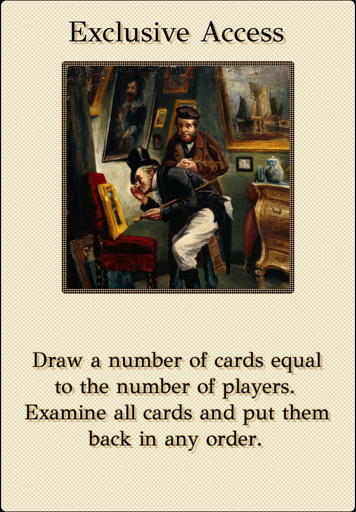 Exclusive Access
Draw a number of cards equal
to the number of players.
Examine all cards and put them
back in any order.